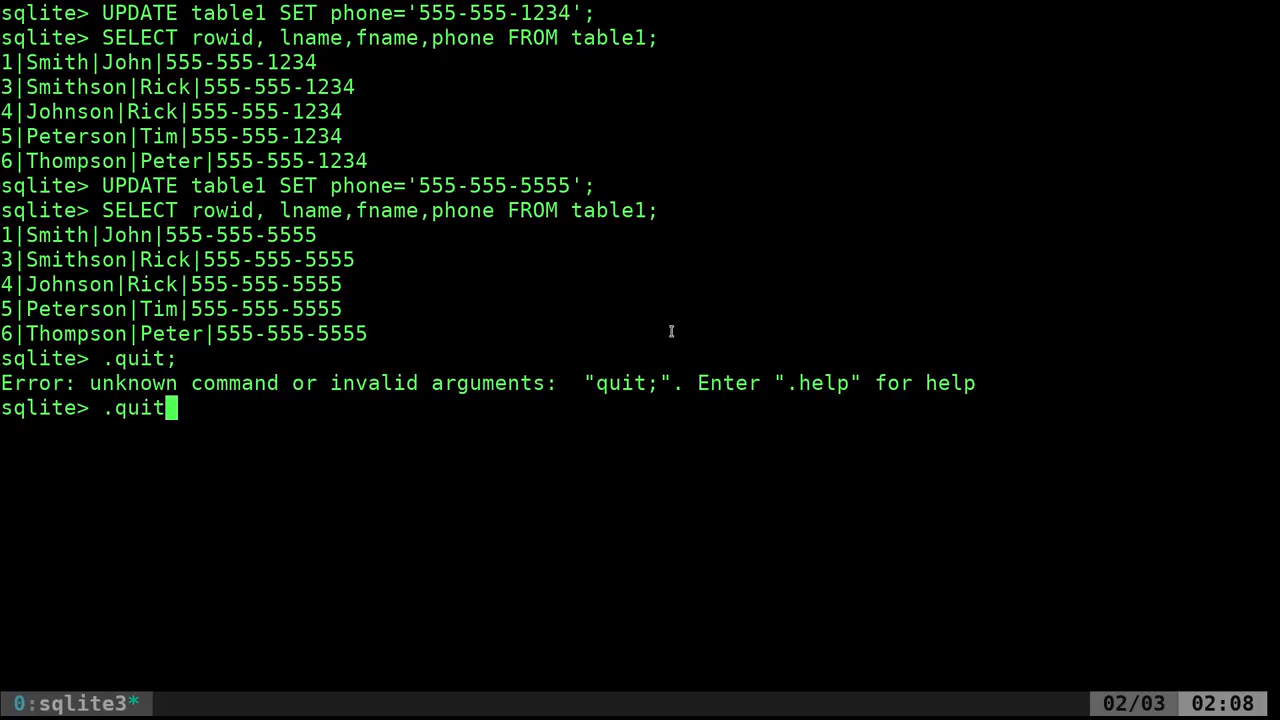 sqlite> UPDATE table1 SET phone='555-555-1234';
sqlite> SELECT rowid, lname,fname,phone FROM table1;
1|Smith|John|555-555-1234
3|Smithson|Rick|555-555-1234
4|Johnson|Rick|555-555-1234
5|Peterson|Tim|555-555-1234
6|Thompson|Peter|555-555-1234
sqlite> UPDATE table1 SET phone='555-555-5555';
sqlite> SELECT rowid, lname,fname,phone FROM table1;
1|Smith|John|555-555-5555
3|Smithson|Rick|555-555-5555
4|Johnson|Rick|555-555-5555
5|Peterson|Tim|555-555-5555
6|Thompson|Peter|555-555-5555
sqlite> .quit;
Error: unknown command or invalid arguments:  "quit;". Enter ".help" for help
sqlite> .quit
0:sqlite3* 02/03 02:08